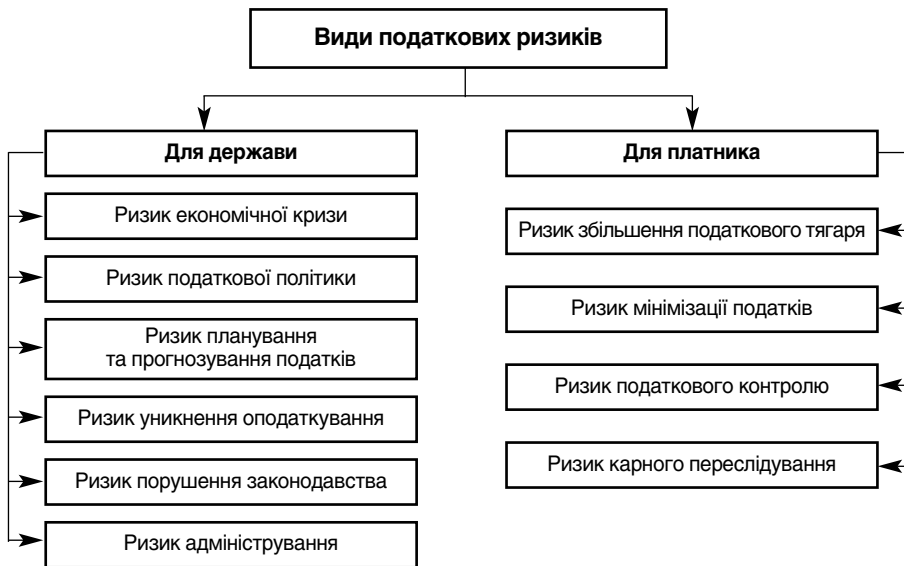 Види податкових ризиків
Для держави
Ризик економічної кризи
Ризик податкової політики
Ризик планування
та прогнозування податків
Ризик уникнення оподаткування
Ризик порушення законодавства
Ризик адміністрування
Для платника
Ризик збільшення податкового тягаря
Ризик мінімізації податків
Ризик податкового контролю
Ризик карного переслідування